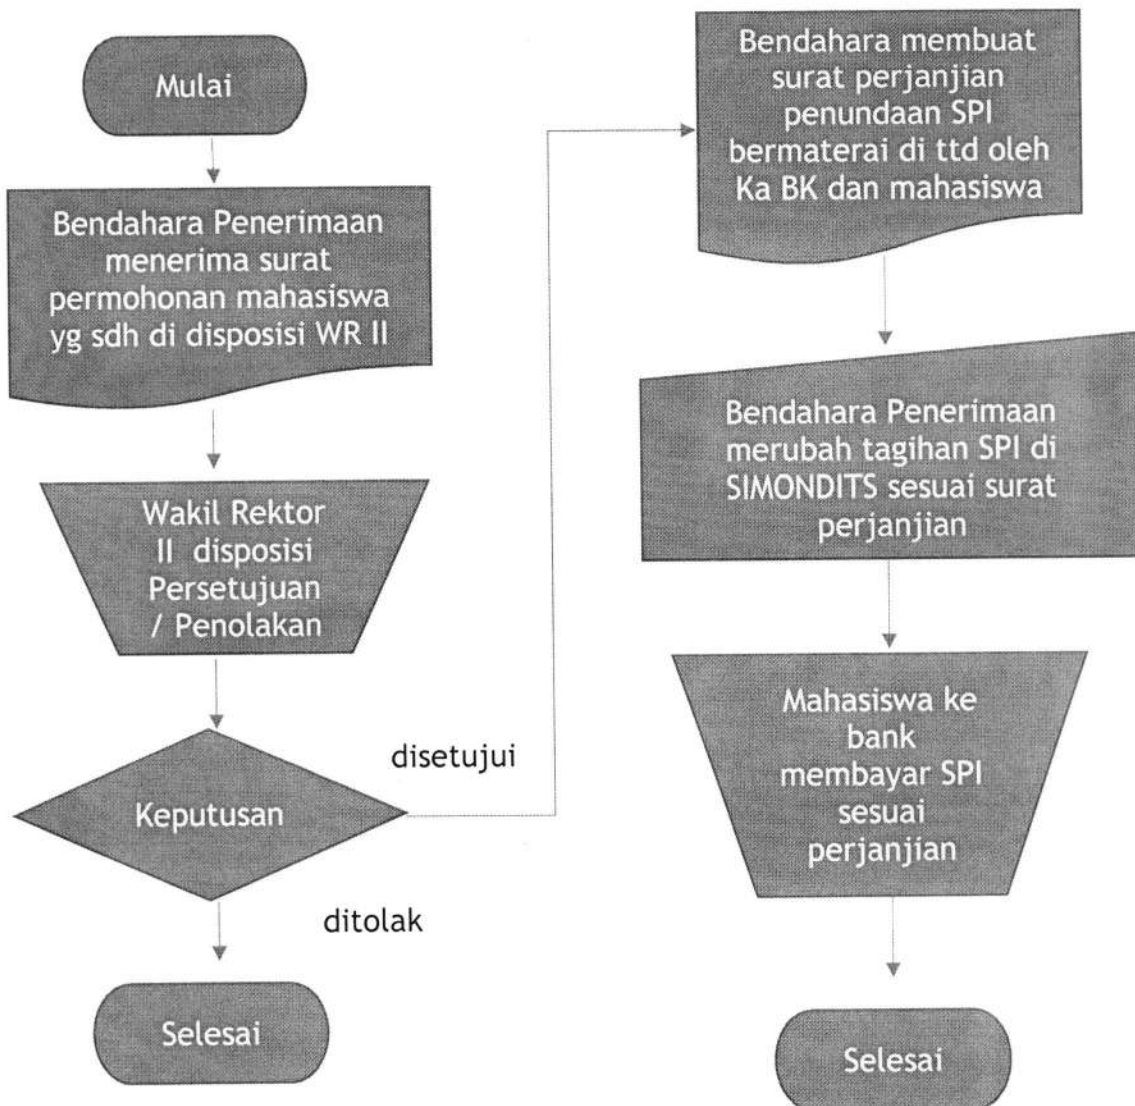 Mulai
Bendahara Penerimaan
menerima surat
permohonan mahasiswa
yg sdh di disposisi WR II
Wakil Rektor
II disposisi
Persetujuan
/ Penolakan
Keputusan
disetujui
ditolak
Selesai
Bendahara membuat
surat perjanjian
penundaan SPI
bermaterai di ttd oleh
Ka BK dan mahasiswa
Bendahara Penerimaan
merubah tagihan SPI di
SIMONDITS sesuai surat
perjanjian
Mahasiswa ke
bank
membayar SPI
sesuai
perjanjian
Selesai